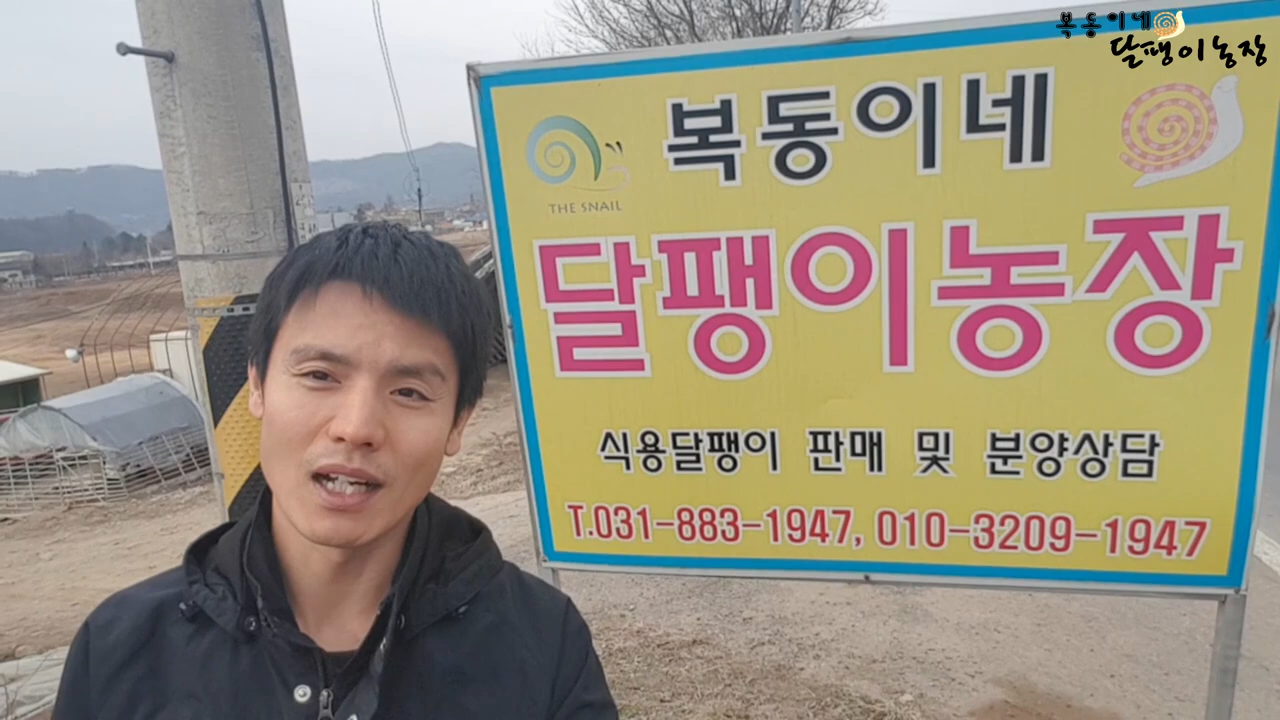 복동이네
달팽이농장
THE SNAIL
복동이네
달팽이농장
식용달팽이 판매 및 분양상담
T.031-883-1947, 010-3209-1947